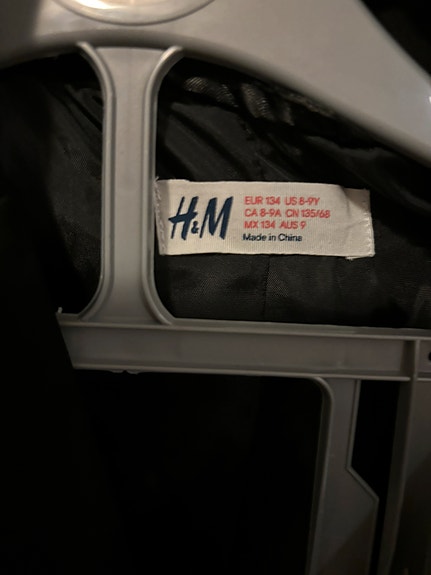 H&M
EUR 134 US 8-9Y
CA 8-9A CN 135/68
MX 134 AUS 9
Made in China